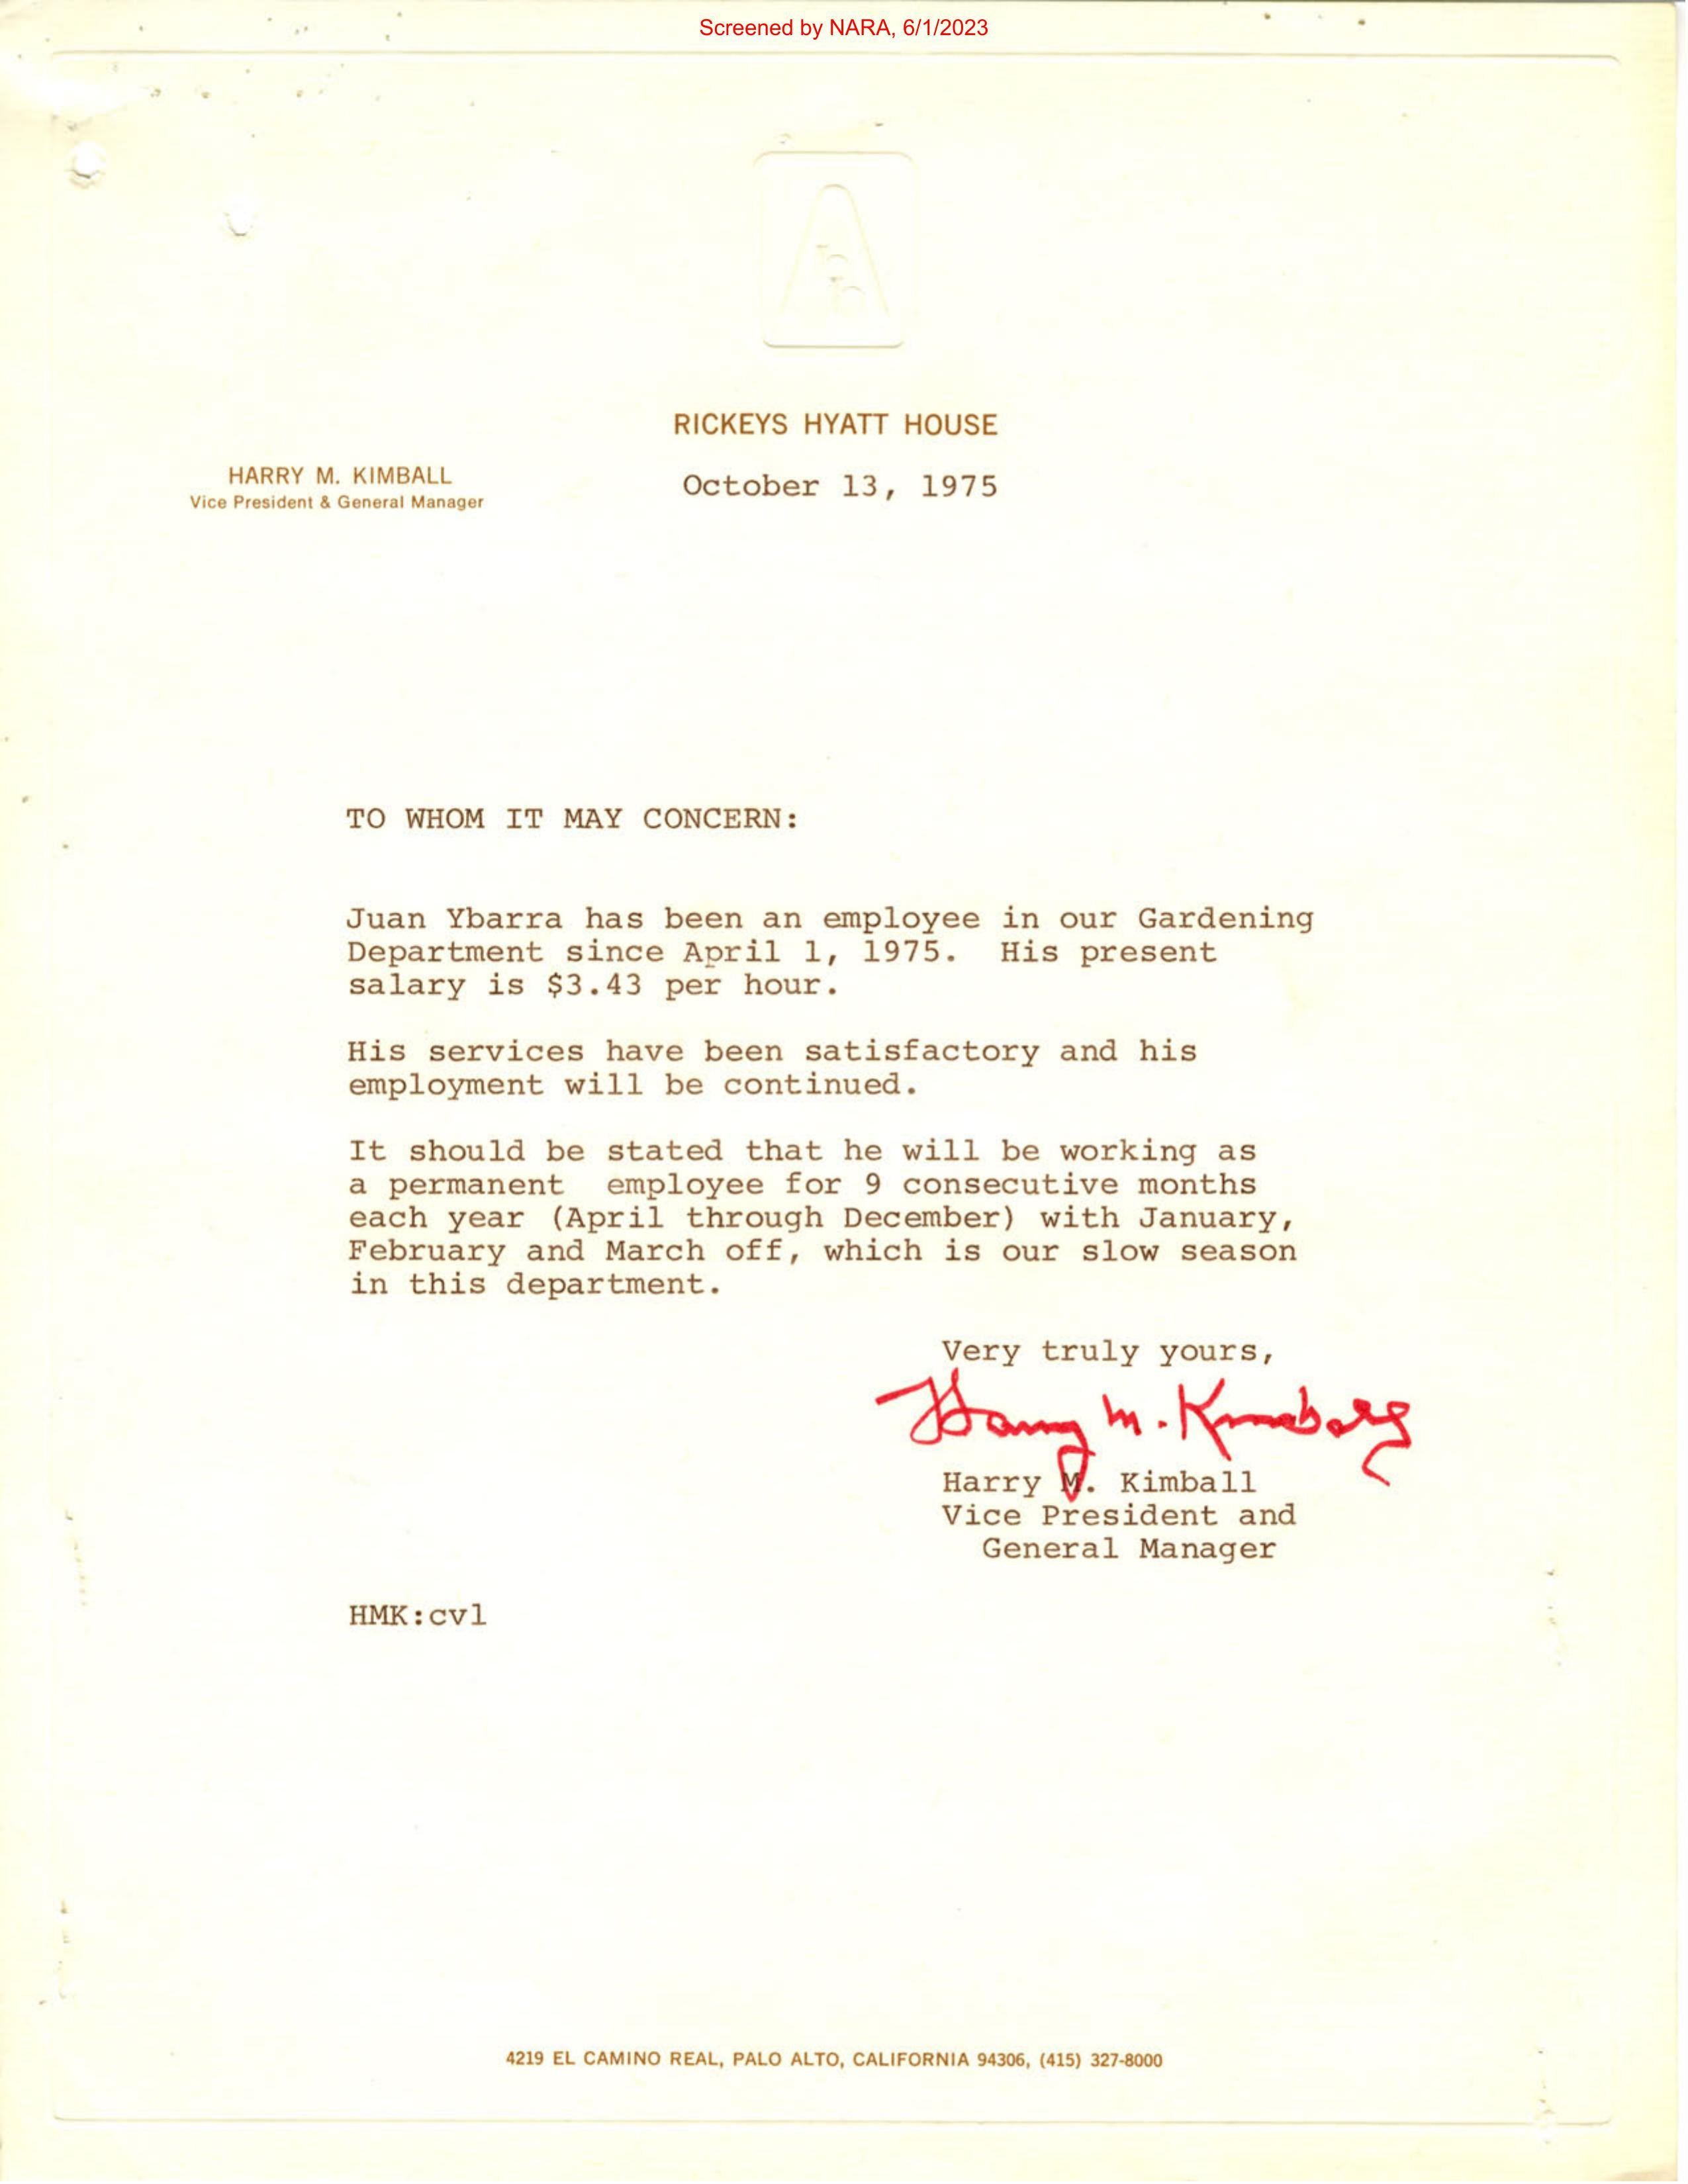 Screened by NARA, 6/1/2023
RICKEYS HYATT HOUSE
HARRY M. KIMBALL
Vice President & General Manager
October 13, 1975
TO WHOM IT MAY CONCERN:
Juan Ybarra has been an employee in our Gardening
Department since April 1, 1975.  His present
salary is $3.43 per hour.
His services have been satisfactory and his
employment will be continued.
It should be stated that he will be working as
a permanent  employee for 9 consecutive months
each year (April through December) with January,
February and March off, which is our slow season
in this department.
Very truly yours,
Harry M. Kimball
Harry M. Kimball
Vice President and
General Manager
HMK:cvl
4219 EL CAMINO REAL, PALO ALTO, CALIFORNIA 94306, (415) 327-8000